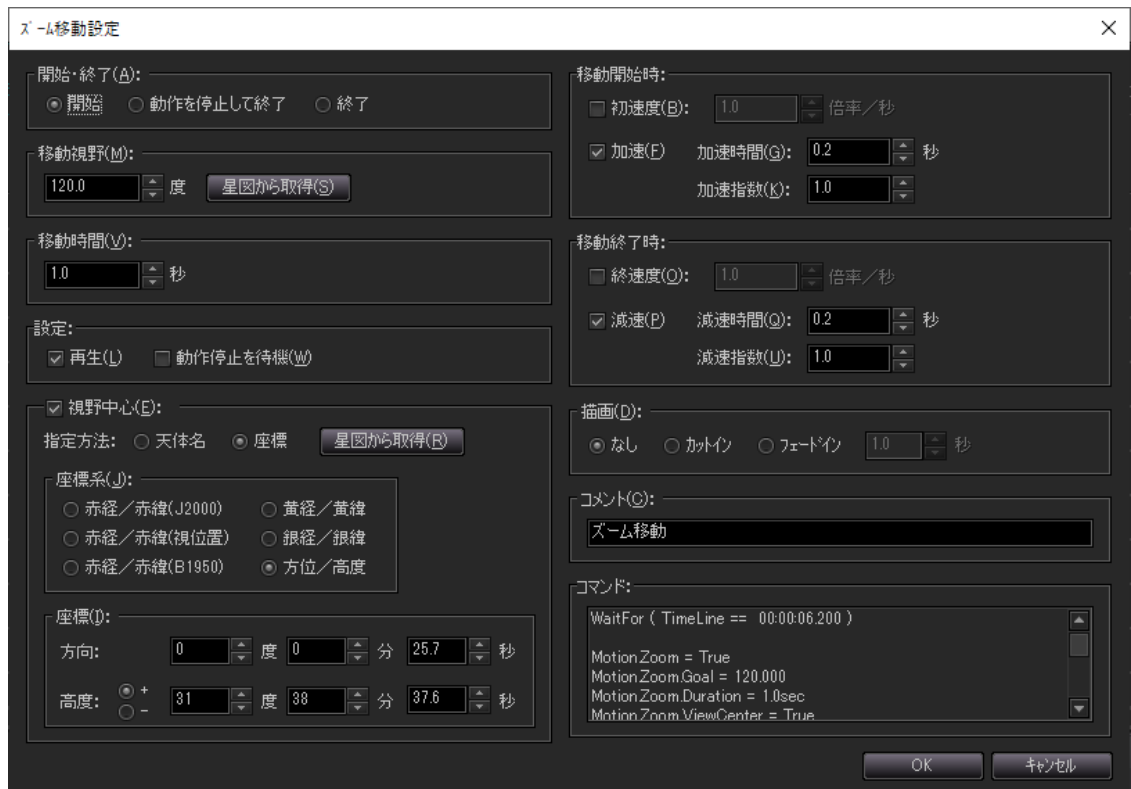 ズーム移動設定
開始・終了(A):
開始 動作を停止して終了 終了
移動視野(M):
120.0 度 星図から取得(S)
移動時間(V):
1.0 秒
設定:
再生(L) 動作停止を待機(W)
視野中心(E):
指定方法: 天体名 座標 星図から取得(R)
座標系(J):
赤経／赤緯(J2000) 黄経／黄緯
赤経／赤緯(視位置) 銀経／銀緯
赤経／赤緯(B1950) 方位／高度
座標(I):
方向: 0 度 0 分 25.7 秒
高度: + - 31 度 38 分 37.6 秒
移動開始時:
初速度(B): 1.0 倍率／秒
加速(F) 加速時間(G): 0.2 秒
加速指数(K): 1.0
移動終了時:
終速度(O): 1.0 倍率／秒
減速(P) 減速時間(Q): 0.2 秒
減速指数(U): 1.0
描画(D):
なし カットイン フェードイン 1.0 秒
コメント(C):
ズーム移動
コマンド:
WaitFor ( TimeLine == 00:00:06.200 )
Motion.Zoom = True
Motion.Zoom.Goal = 120.000
Motion.Zoom.Duration = 1.0sec
Motion.Zoom.ViewCenter = True
OK キャンセル